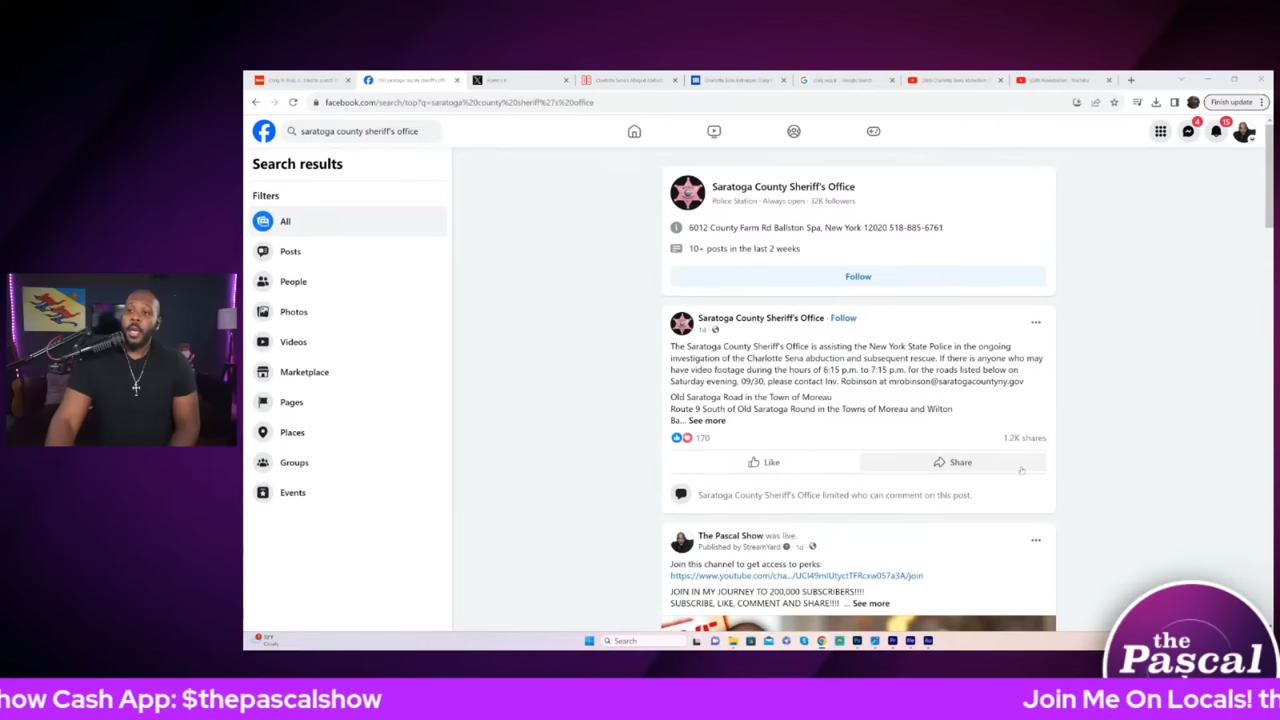 Finish update
facebook.com/search/top?q=saratoga%20county%20sheriff%27s%20office
saratoga county sheriff's office
4
15
Search results
Filters
All
Posts
People
Photos
Videos
Marketplace
Pages
Places
Groups
Events
Saratoga County Sheriff's Office
Police Station · Always open · 32K followers
6012 County Farm Rd Ballston Spa, New York 12020 518-885-6761
10+ posts in the last 2 weeks
Follow
Saratoga County Sheriff's Office · Follow
1d ·
The Saratoga County Sheriff's Office is assisting the New York State Police in the ongoing
investigation of the Charlotte Sena abduction and subsequent rescue. If there is anyone who may
have video footage during the hours of 6:15 p.m. to 7:15 p.m. for the roads listed below on
Saturday evening, 09/30, please contact Inv. Robinson at mrobinson@saratogacountyny.gov
Old Saratoga Road in the Town of Moreau
Route 9 South of Old Saratoga Round in the Towns of Moreau and Wilton
Ba... See more
170
1.2K shares
Like
Share
Saratoga County Sheriff's Office limited who can comment on this post.
The Pascal Show was live.
Published by StreamYard · 1d ·
Join this channel to get access to perks:
JOIN IN MY JOURNEY TO 200,000 SUBSCRIBERS!!!!
SUBSCRIBE, LIKE, COMMENT AND SHARE!!!! ... See more
Search
the
Pascal
how Cash App: $thepascalshow
Join Me On Locals! th